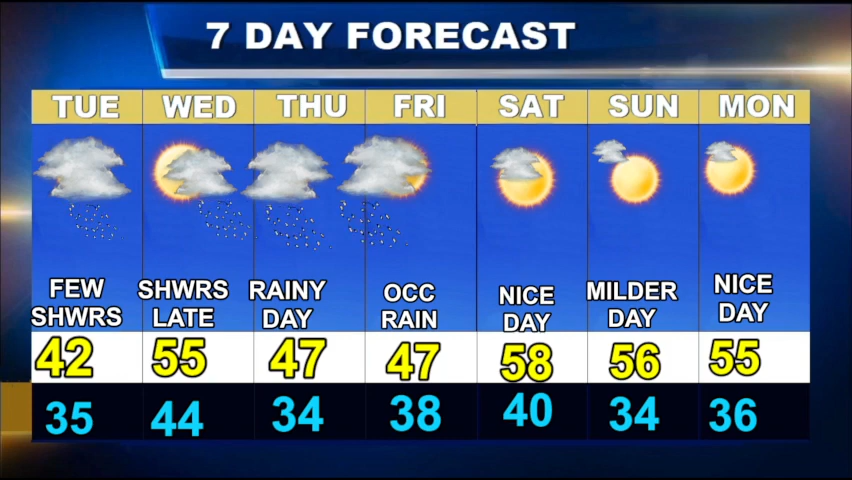 7 DAY FORECAST
TUE WED THU FRI SAT SUN MON
FEW SHWRS
SHWRS LATE
RAINY DAY
OCC RAIN
NICE DAY
MILDER DAY
NICE DAY
42 55 47 47 58 56 55
35 44 34 38 40 34 36